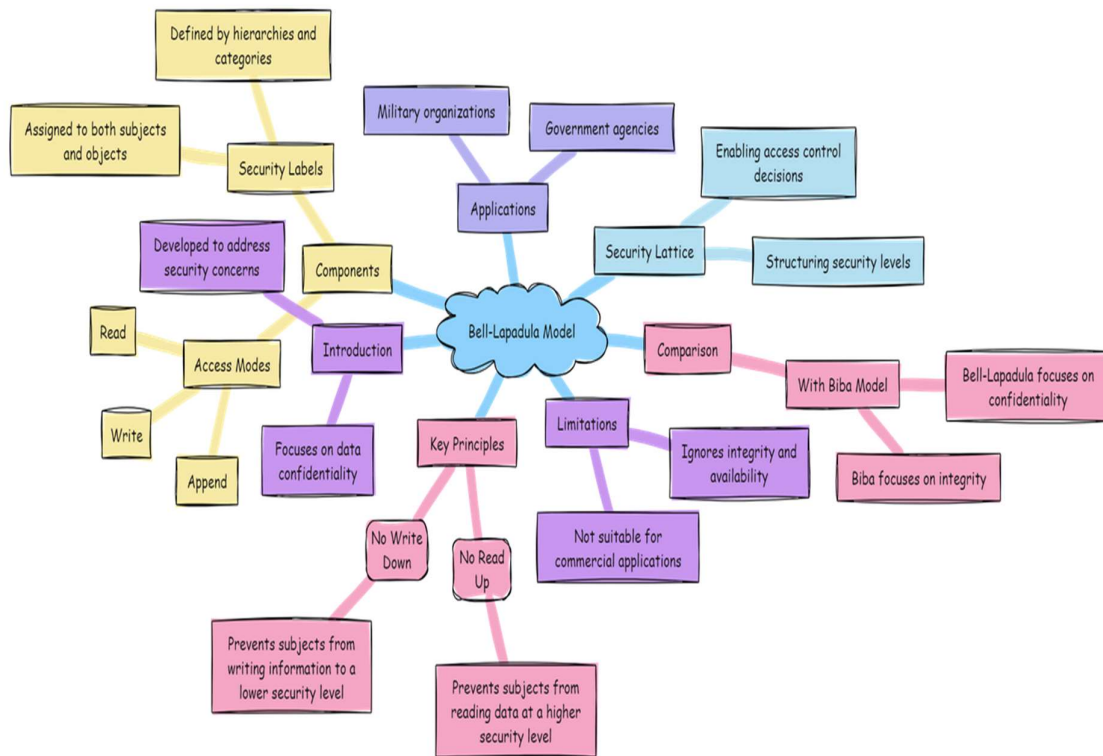 Defined by hierarchies and
categories
Assigned to both subjects
and objects
Security Labels
Military organizations
Government agencies
Applications
Enabling access control
decisions
Security Lattice
Structuring security levels
Developed to address
security concerns
Components
Read
Access Modes
Write
Append
Introduction
Focuses on data
confidentiality
Bell-Lapadula Model
Comparison
With Biba Model
Bell-Lapadula focuses on
confidentiality
Biba focuses on integrity
Limitations
Ignores integrity and
availability
Not suitable for
commercial applications
Key Principles
No Write
Down
No Read
Up
Prevents subjects from
writing information to a
lower security level
Prevents subjects from
reading data at a higher
security level